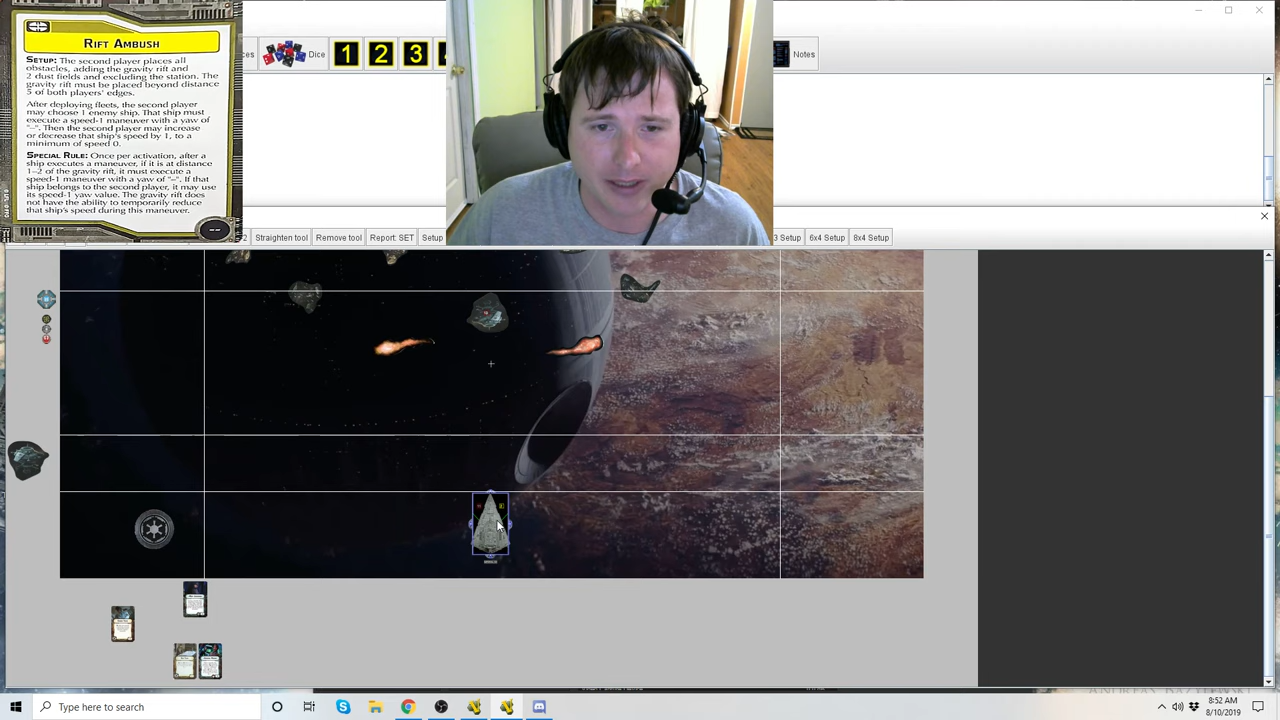 RIFT AMBUSH
SETUP: The second player places all
obstacles, adding the gravity rift and
2 dust fields and excluding the station. The
gravity rift must be placed beyond distance
5 of both players' edges.
After deploying fleets, the second player
may choose 1 enemy ship. That ship must
execute a speed-1 maneuver with a yaw of
"–". Then the second player may increase
or decrease that ship's speed by 1, to a
minimum of speed 0.
SPECIAL RULE: Once per activation, after a
ship executes a maneuver, if it is at distance
1–2 of the gravity rift, it must execute a
speed-1 maneuver with a yaw of "–". If that
ship belongs to the second player, it may use
its speed-1 yaw value. The gravity rift does
not have the ability to temporarily reduce
that ship's speed during this maneuver.
--
Dice
1
2
3
Notes
Straighten tool
Remove tool
Report: SET
Setup
3 Setup
6x4 Setup
8x4 Setup
Type here to search
8:52 AM
8/10/2019